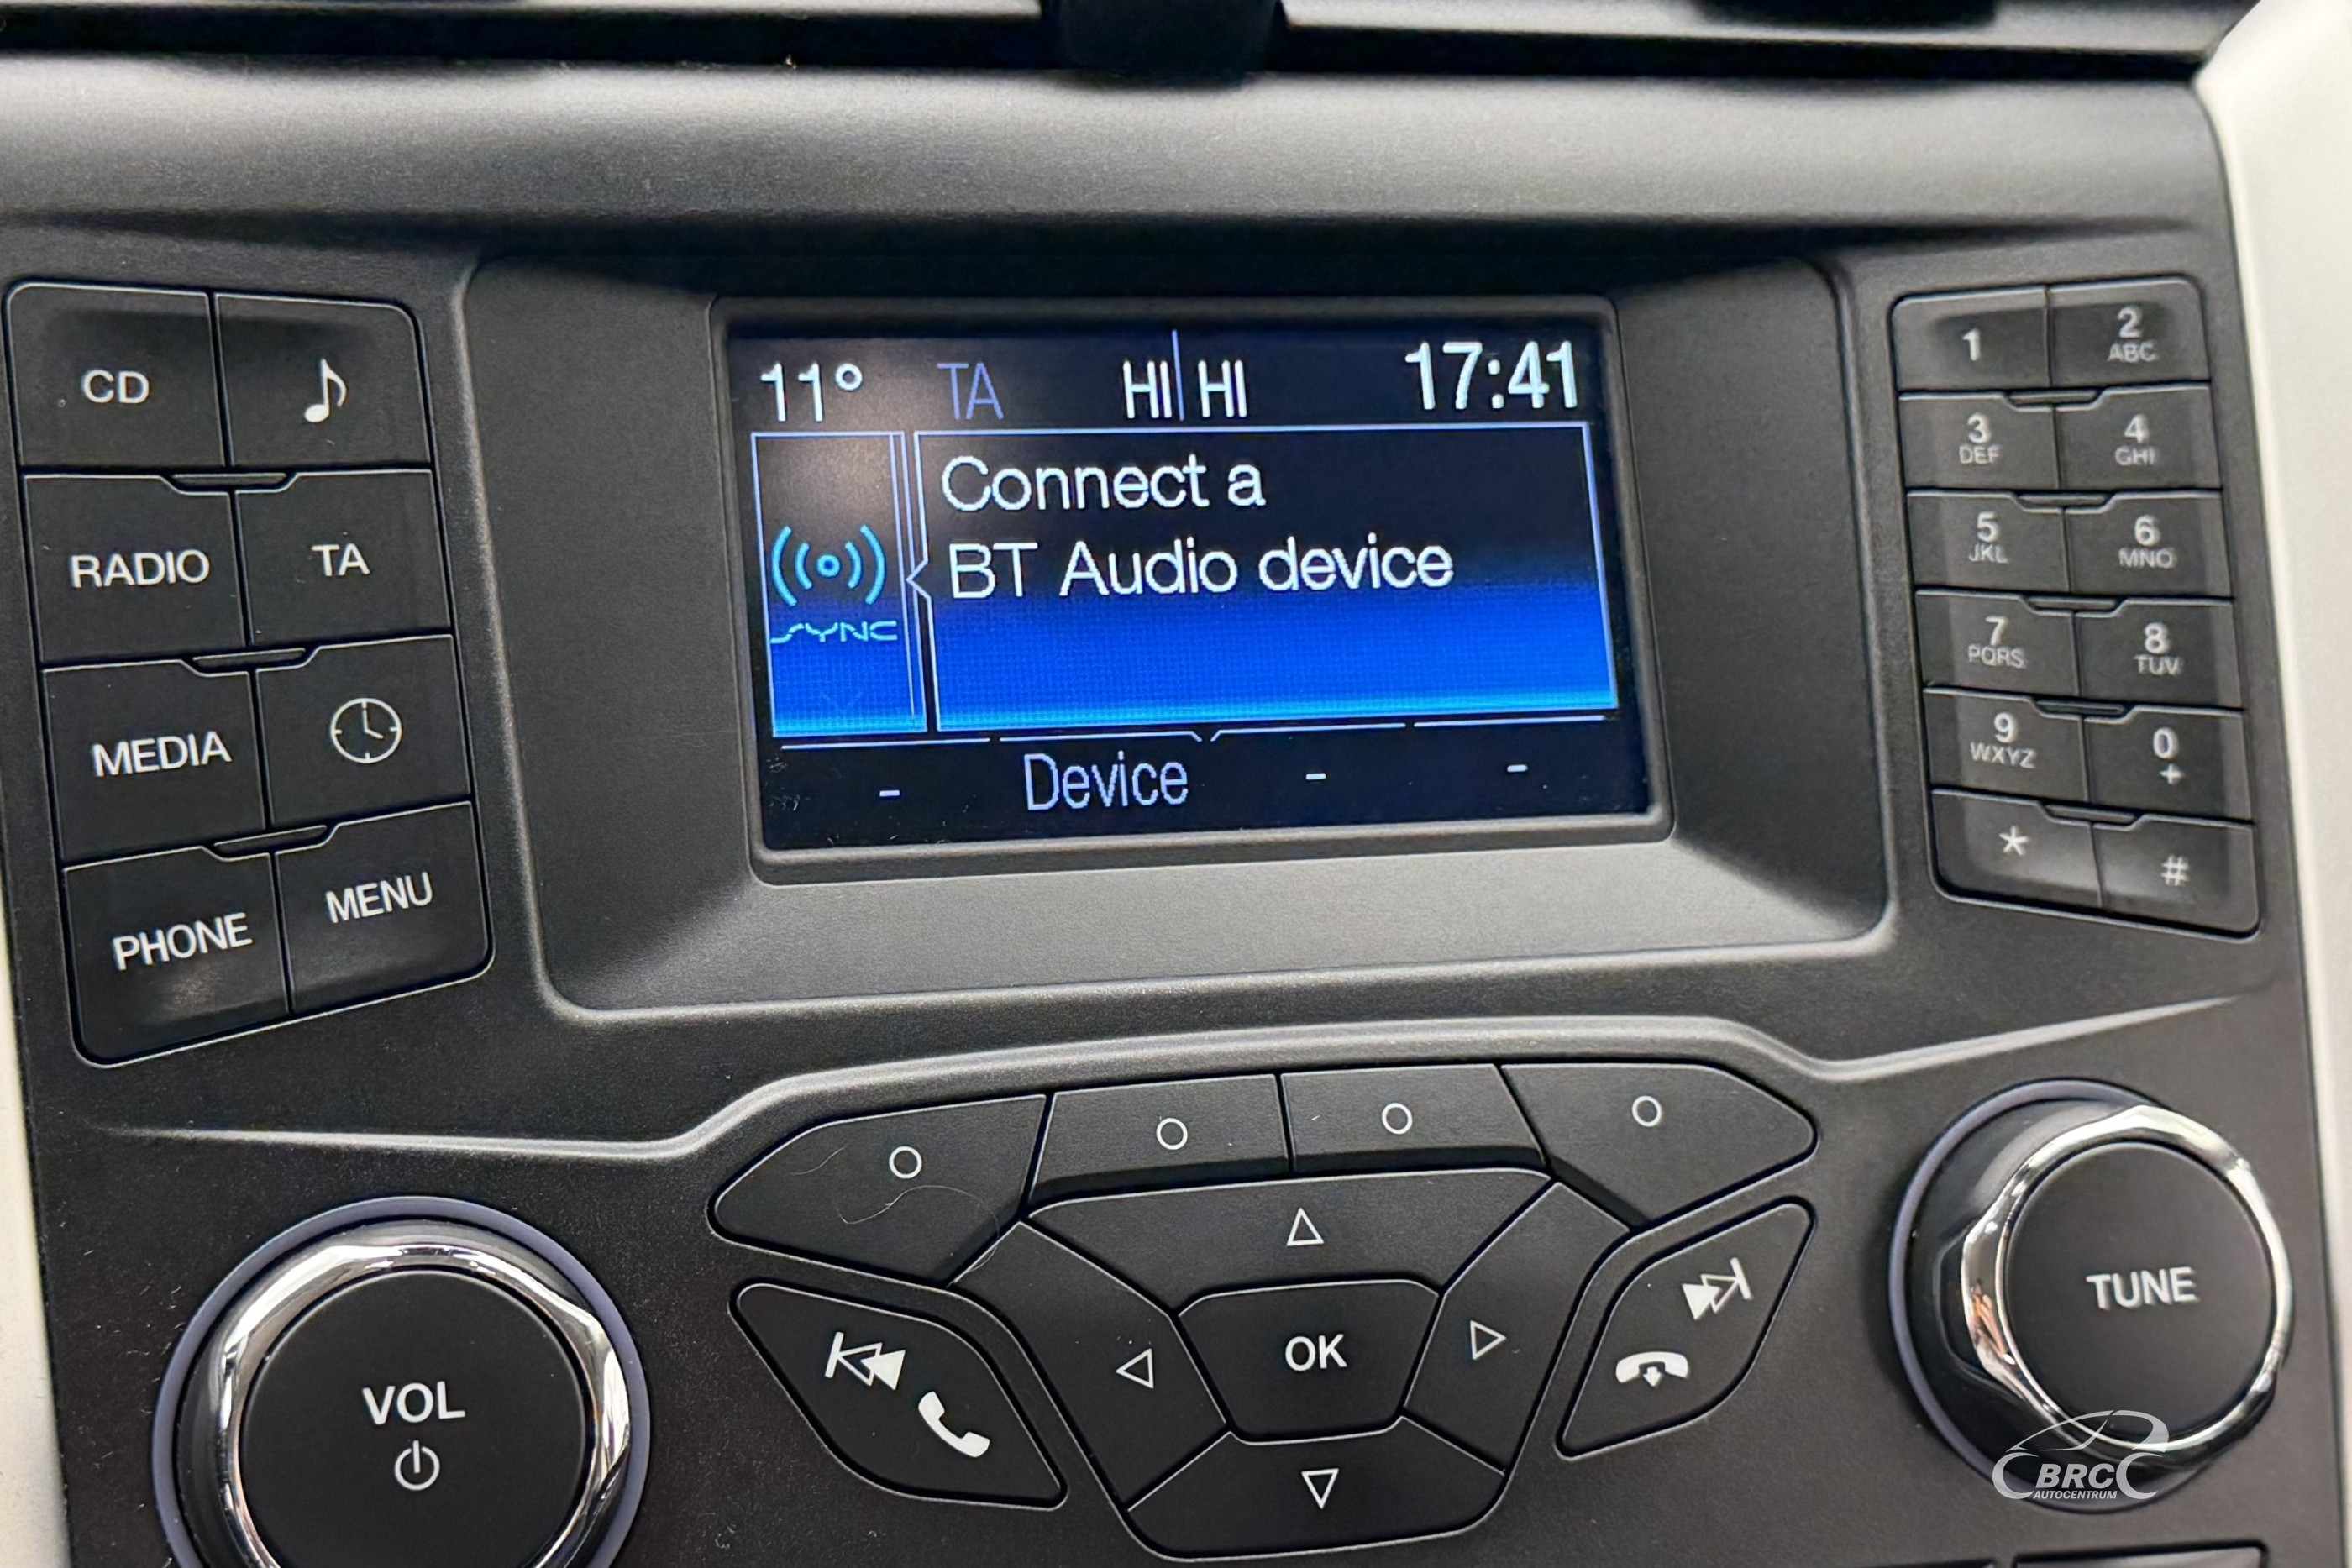 11° TA HI HI 17:41
Connect a
BT Audio device
SYNC
- Device - -
CD
RADIO TA
MEDIA
PHONE MENU
1 2 ABC
3 DEF 4 GHI
5 JKL 6 MNO
7 PQRS 8 TUV
9 WXYZ 0 +
* #
VOL
OK
TUNE
BRC
AUTOCENTRUM